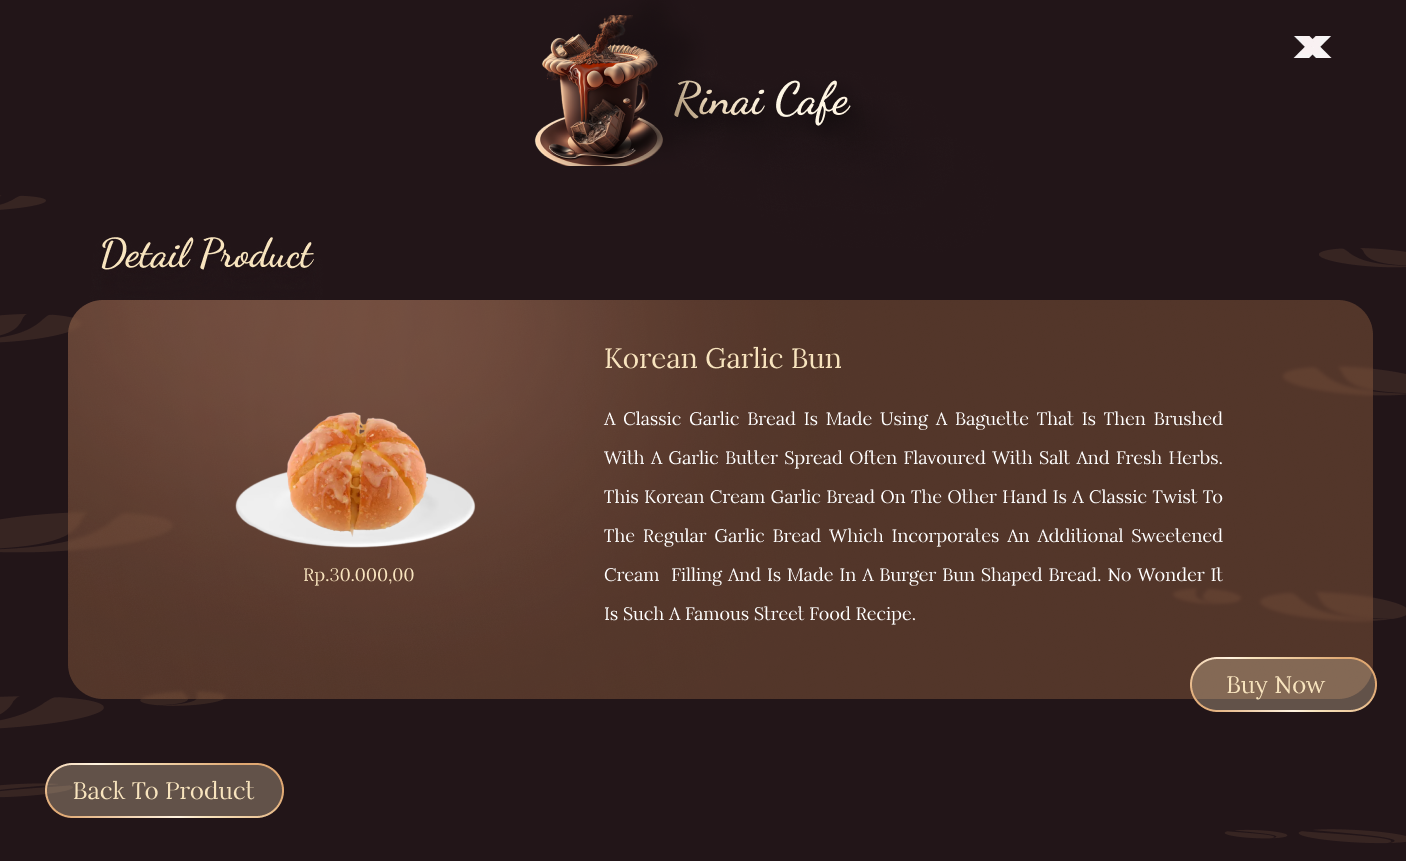 Rinai Cafe
Detail Product
Korean Garlic Bun
A Classic Garlic Bread Is Made Using A Baguette That Is Then Brushed
With A Garlic Butter Spread Often Flavoured With Salt And Fresh Herbs.
This Korean Cream Garlic Bread On The Other Hand Is A Classic Twist To
The Regular Garlic Bread Which Incorporates An Additional Sweetened
Cream  Filling And Is Made In A Burger Bun Shaped Bread. No Wonder It
Is Such A Famous Street Food Recipe.
Rp.30.000,00
Buy Now
Back To Product